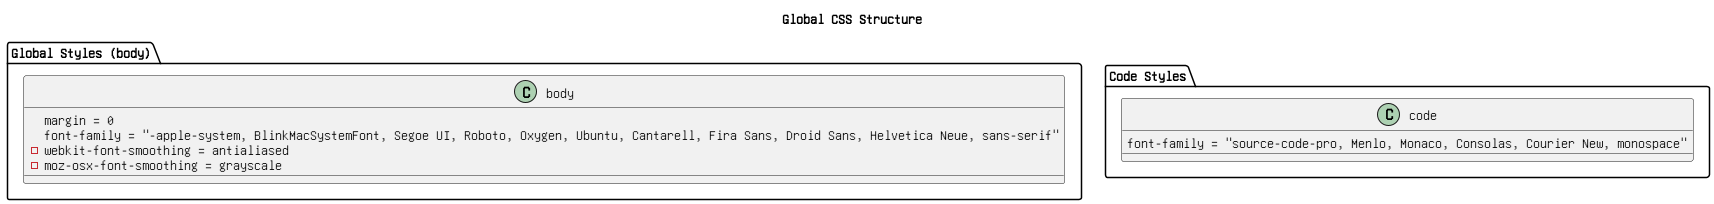 Global CSS Structure
Global Styles (body)
C body
margin = 0
font-family = "-apple-system, BlinkMacSystemFont, Segoe UI, Roboto, Oxygen, Ubuntu, Cantarell, Fira Sans, Droid Sans, Helvetica Neue, sans-serif"
webkit-font-smoothing = antialiased
moz-osx-font-smoothing = grayscale
Code Styles
C code
font-family = "source-code-pro, Menlo, Monaco, Consolas, Courier New, monospace"